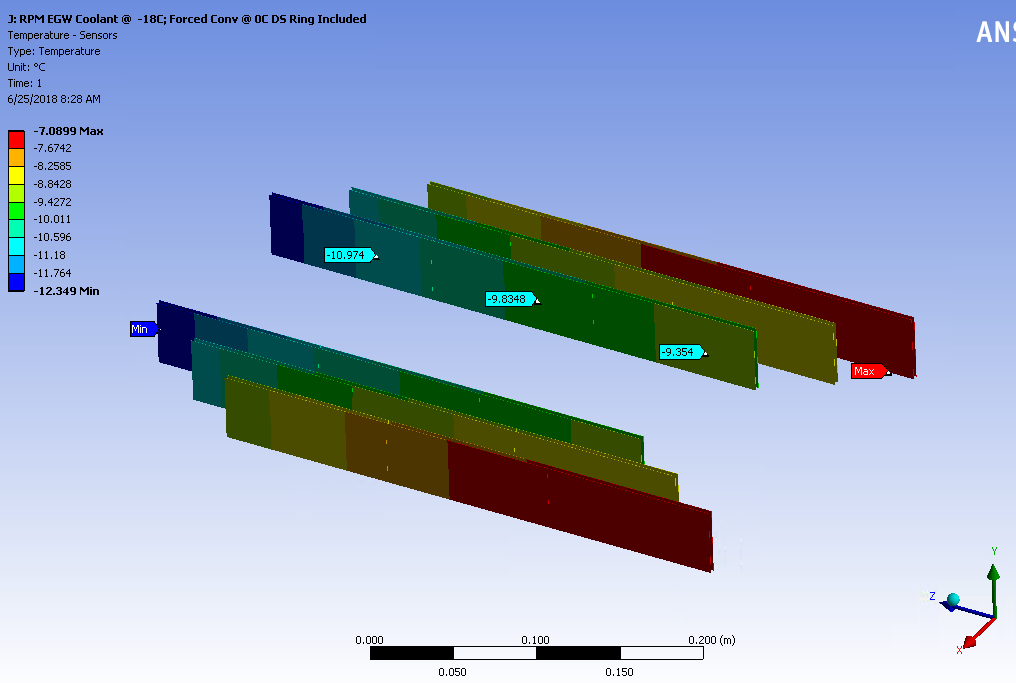 J: RPM EGW Coolant @  -18C; Forced Conv @ 0C DS Ring Included
Temperature - Sensors
Type: Temperature
Unit: °C
Time: 1
6/25/2018 8:28 AM
ANS
-7.0899 Max
-7.6742
-8.2585
-8.8428
-9.4272
-10.011
-10.596
-11.18
-11.764
-12.349 Min
-10.974
-9.8348
-9.354
Min
Max
0.000
0.100
0.200 (m)
0.050
0.150
Y
Z
X